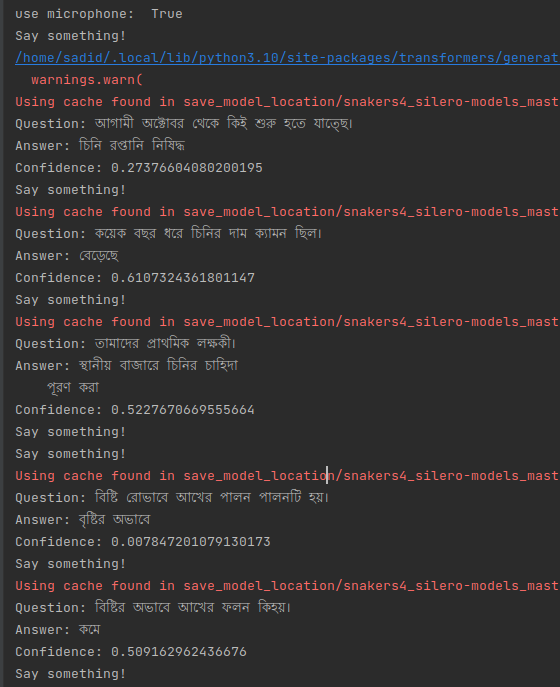 use microphone:  True
Say something!
/home/sadid/.local/lib/python3.10/site-packages/transformers/generat
  warnings.warn(
Using cache found in save_model_location/snakers4_silero-models_mast
Question: আগামী অক্টোবর থেকে কিই শুরু হতে যাত্ছে।
Answer: চিনি রপ্তানি নিষিদ্ধ
Confidence: 0.27376604080200195
Say something!
Using cache found in save_model_location/snakers4_silero-models_mast
Question: কয়েক বছর ধরে চিনির দাম ক্যামন ছিল।
Answer: বেড়েছে
Confidence: 0.6107324361801147
Say something!
Using cache found in save_model_location/snakers4_silero-models_mast
Question: তামাদের প্রাথমিক লক্ষকী।
Answer: স্থানীয় বাজারে চিনির চাহিদা
    পূরণ করা
Confidence: 0.5227670669555664
Say something!
Say something!
Using cache found in save_model_location/snakers4_silero-models_mast
Question: বিষ্টি রোভাবে আখের পালন পালনটি হয়।
Answer: বৃষ্টির অভাবে
Confidence: 0.007847201079130173
Say something!
Using cache found in save_model_location/snakers4_silero-models_mast
Question: বিষ্টির অভাবে আখের ফলন কিহয়।
Answer: কমে
Confidence: 0.509162962436676
Say something!